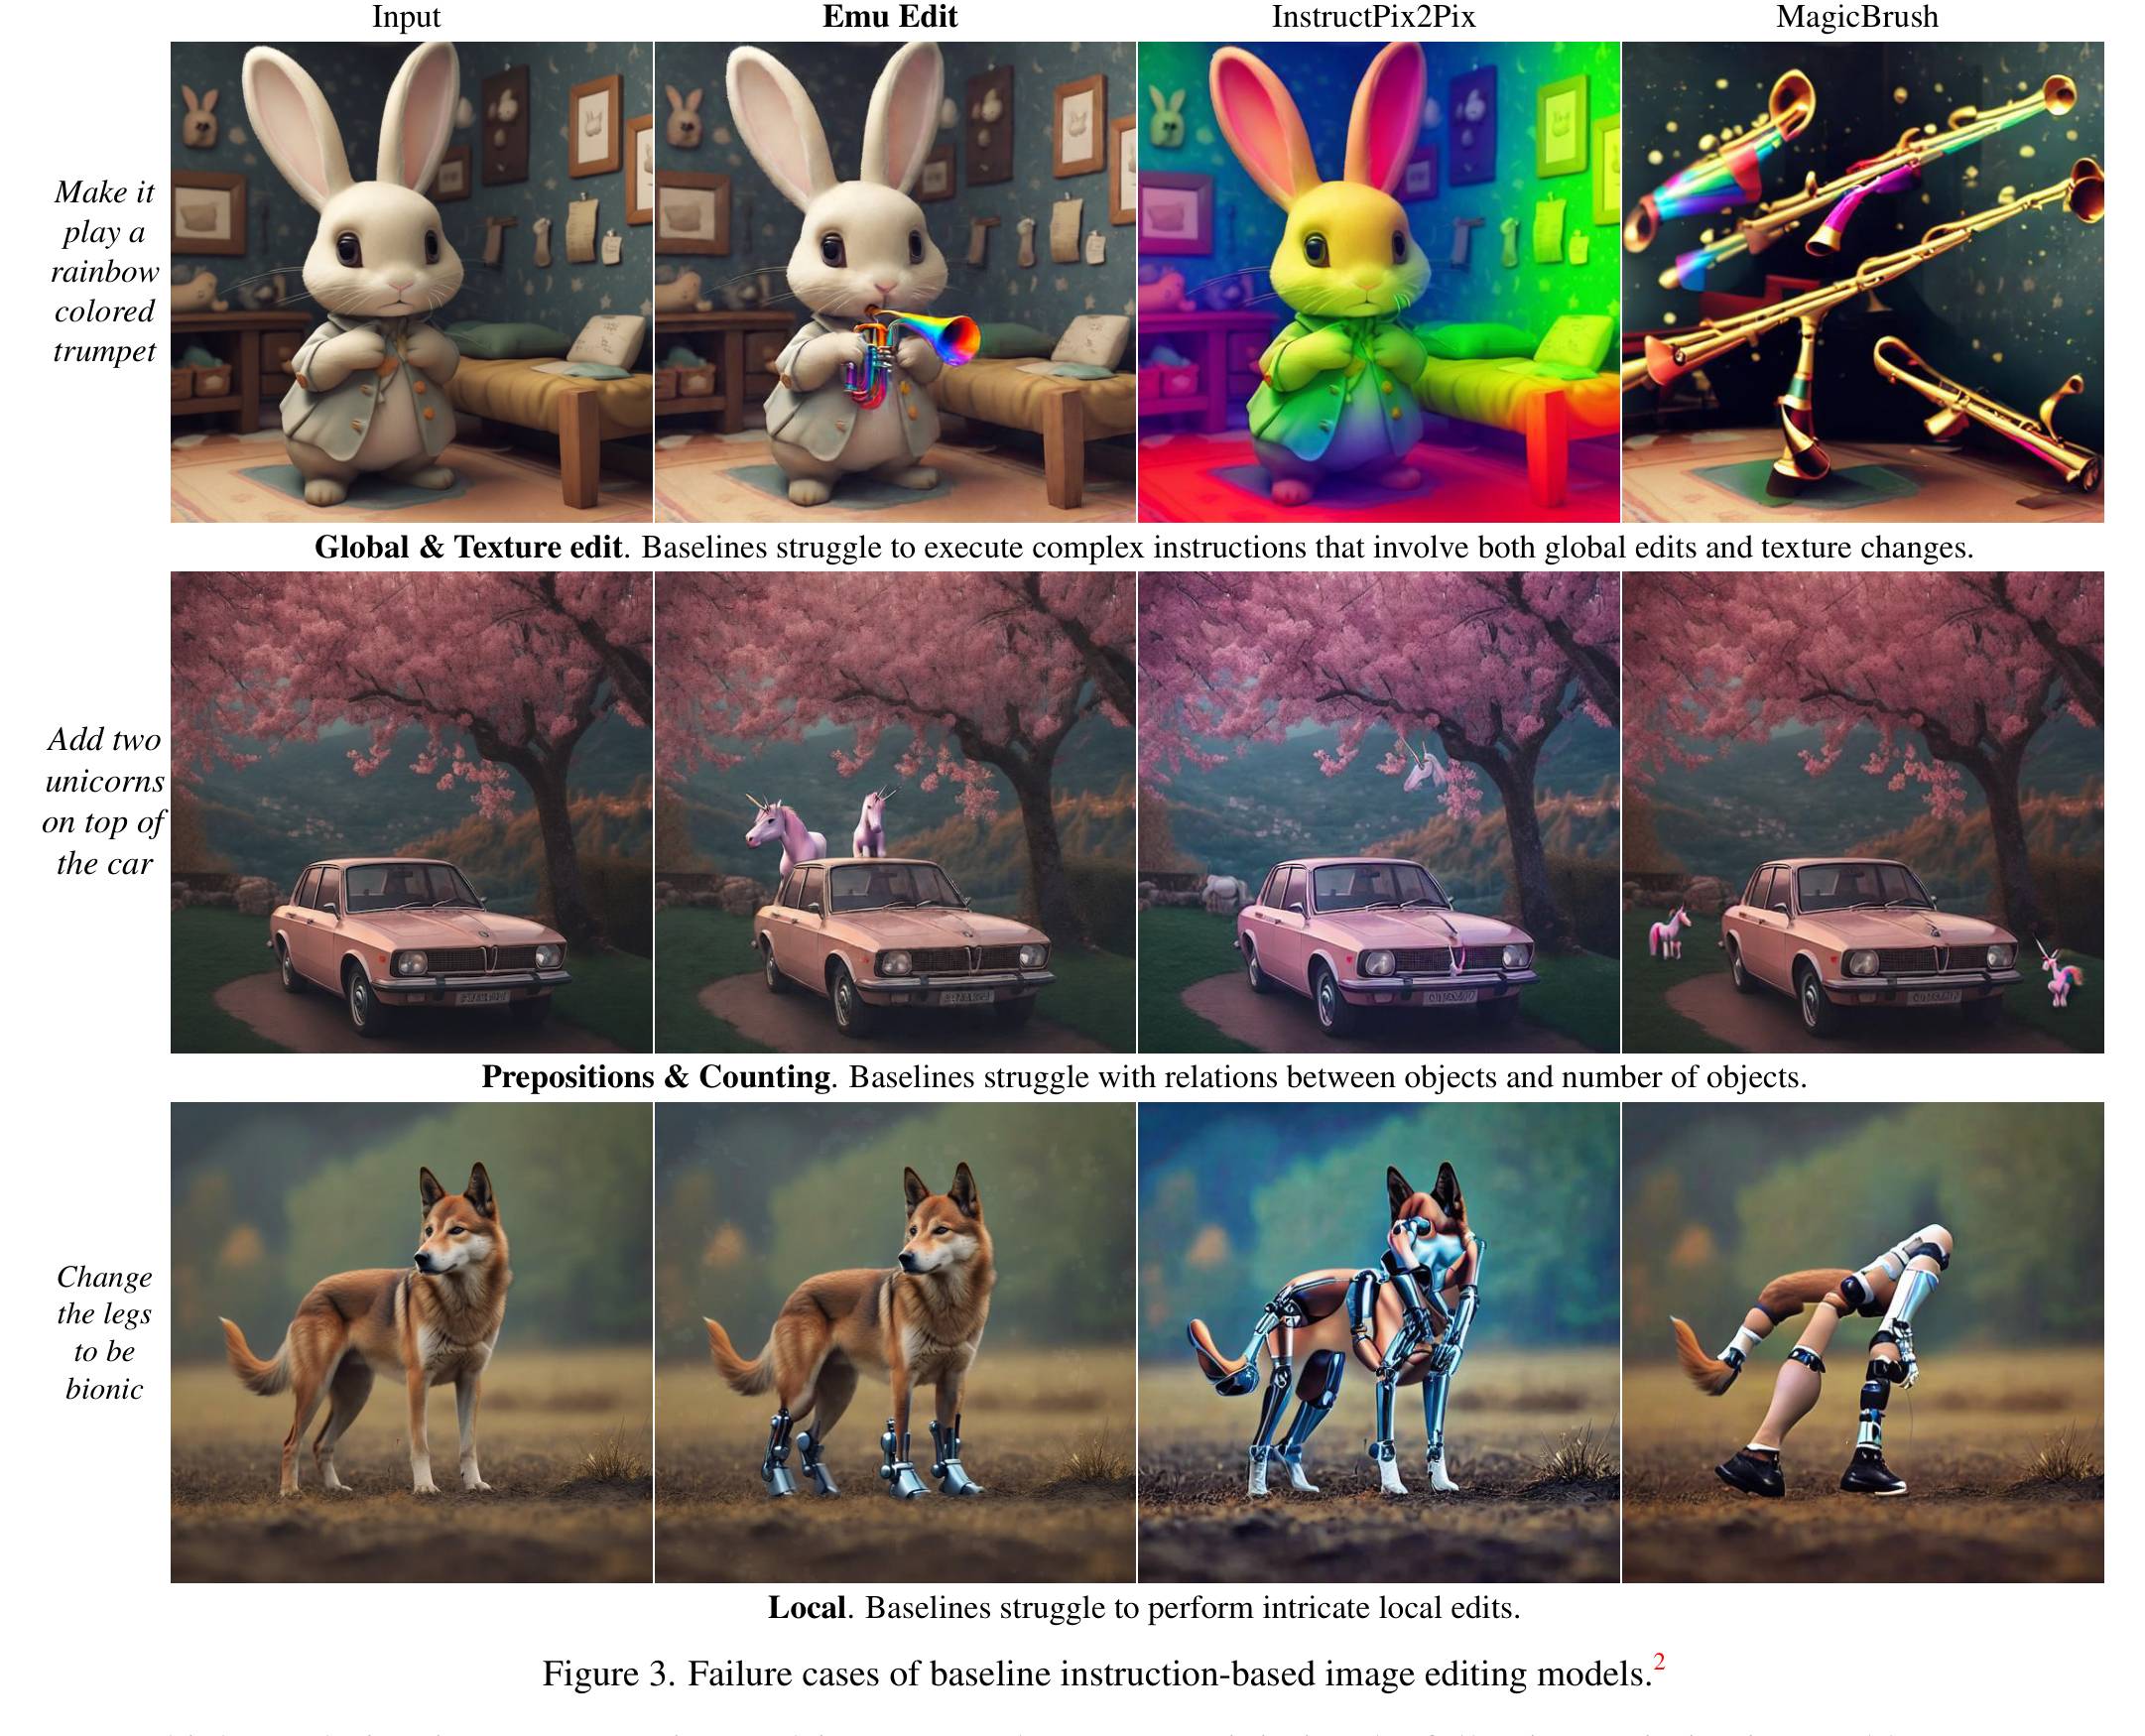 Input
Emu Edit
InstructPix2Pix
MagicBrush
Make it
play a
rainbow
colored
trumpet
Global & Texture edit. Baselines struggle to execute complex instructions that involve both global edits and texture changes.
Add two
unicorns
on top of
the car
Prepositions & Counting. Baselines struggle with relations between objects and number of objects.
Change
the legs
to be
bionic
Local. Baselines struggle to perform intricate local edits.
Figure 3. Failure cases of baseline instruction-based image editing models.2